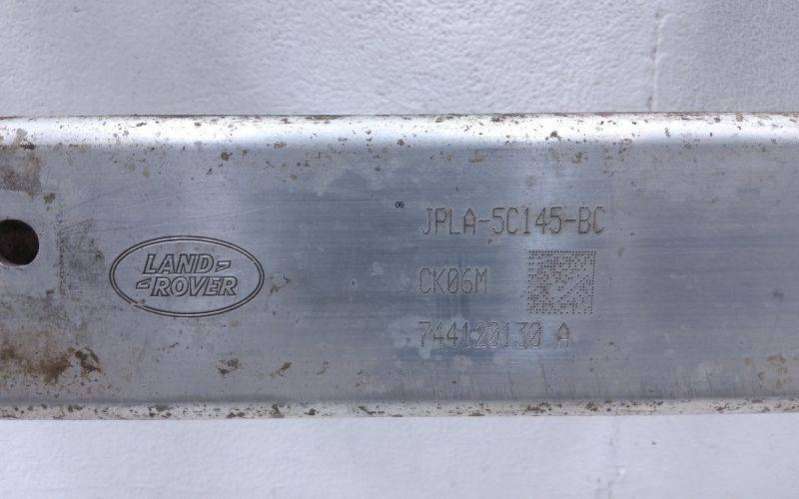 LAND
ROVER
JPLA-5C145-BC
CK06M
744120130 A